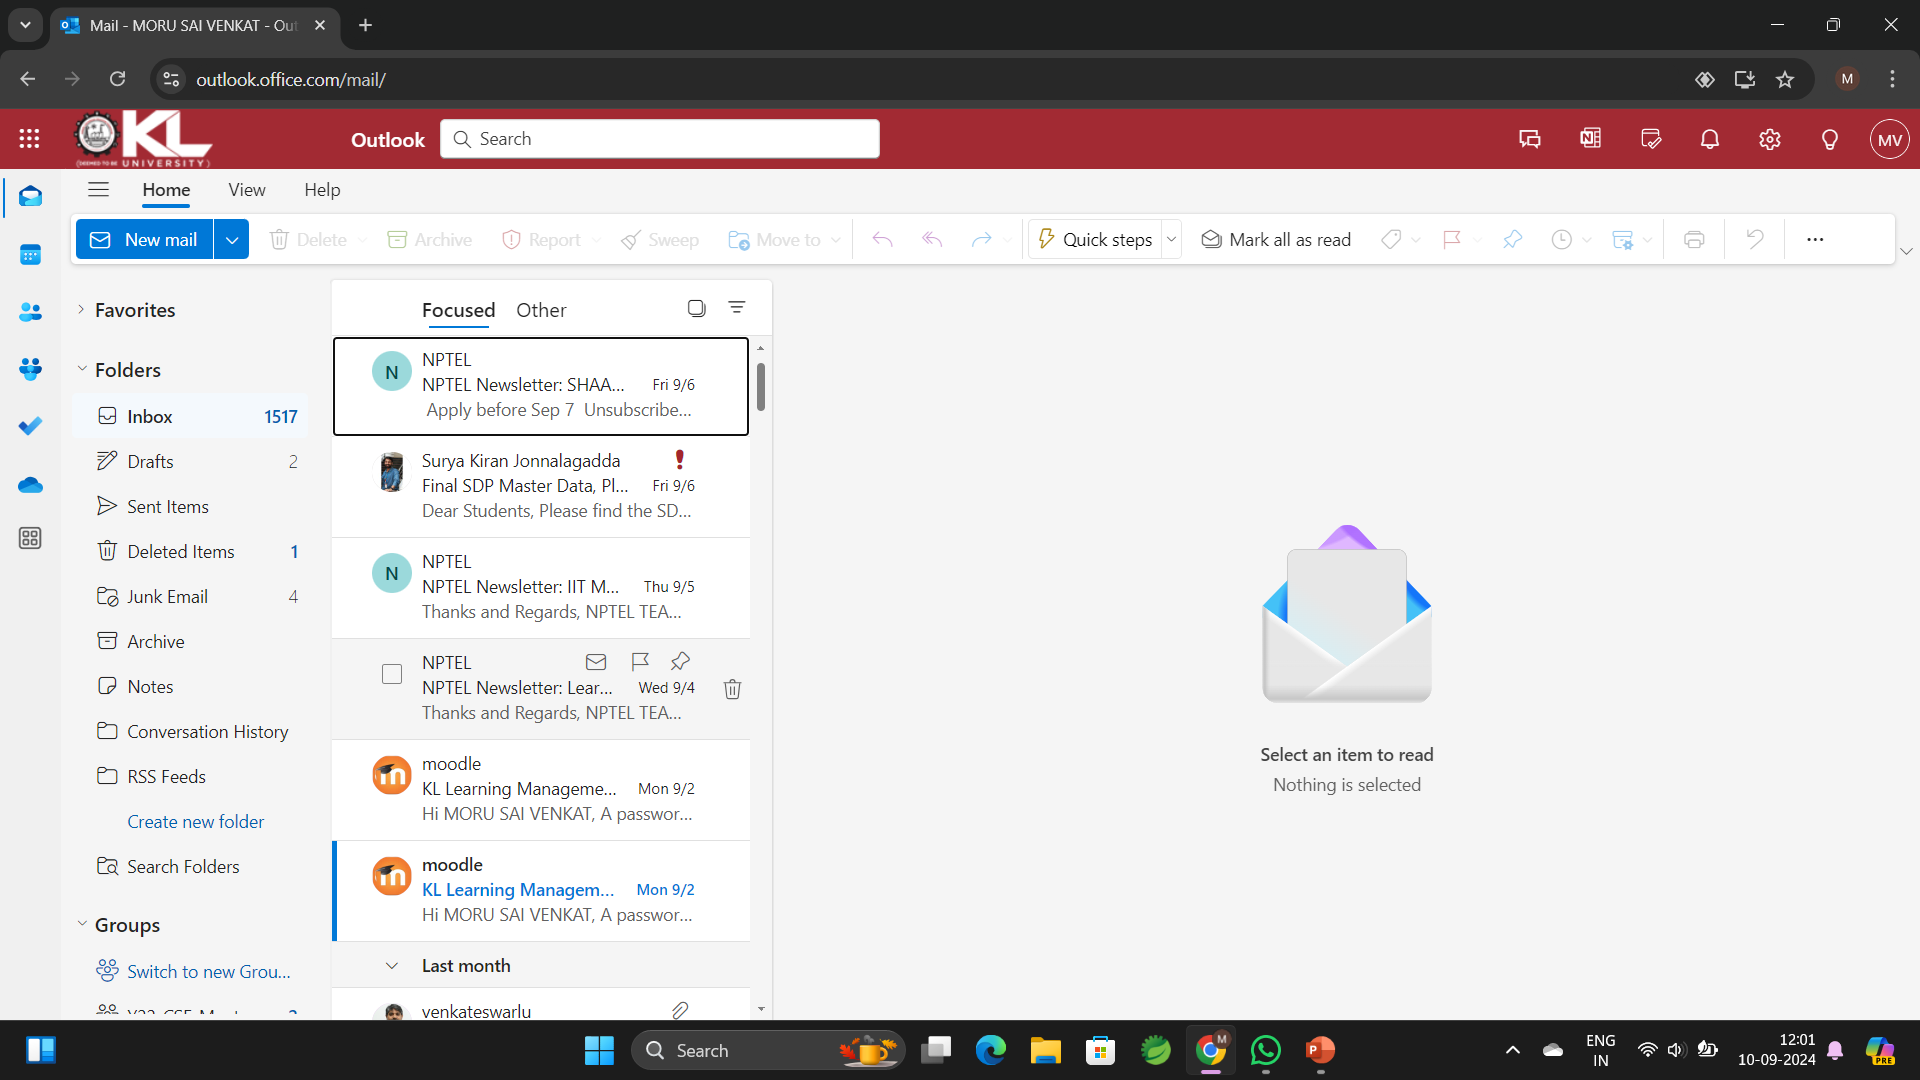 Mail - MORU SAI VENKAT - Out
outlook.office.com/mail/
M
KL
(DEEMED TO BE UNIVERSITY)
Outlook
Search
MV
Home
View
Help
New mail
Delete
Archive
Report
Sweep
Move to
Quick steps
Mark all as read
Favorites
Folders
Inbox 1517
Drafts 2
Sent Items
Deleted Items 1
Junk Email 4
Archive
Notes
Conversation History
RSS Feeds
Create new folder
Search Folders
Groups
Switch to new Grou...
Focused Other
N
NPTEL
NPTEL Newsletter: SHAA... Fri 9/6
Apply before Sep 7 Unsubscribe...
Surya Kiran Jonnalagadda
Final SDP Master Data, Pl... Fri 9/6
Dear Students, Please find the SD...
N
NPTEL
NPTEL Newsletter: IIT M... Thu 9/5
Thanks and Regards, NPTEL TEA...
NPTEL
NPTEL Newsletter: Lear... Wed 9/4
Thanks and Regards, NPTEL TEA...
moodle
KL Learning Manageme... Mon 9/2
Hi MORU SAI VENKAT, A passwor...
moodle
KL Learning Managem... Mon 9/2
Hi MORU SAI VENKAT, A passwor...
Last month
venkateswarlu
Select an item to read
Nothing is selected
Search
M
ENG
IN
12:01
10-09-2024
PRE